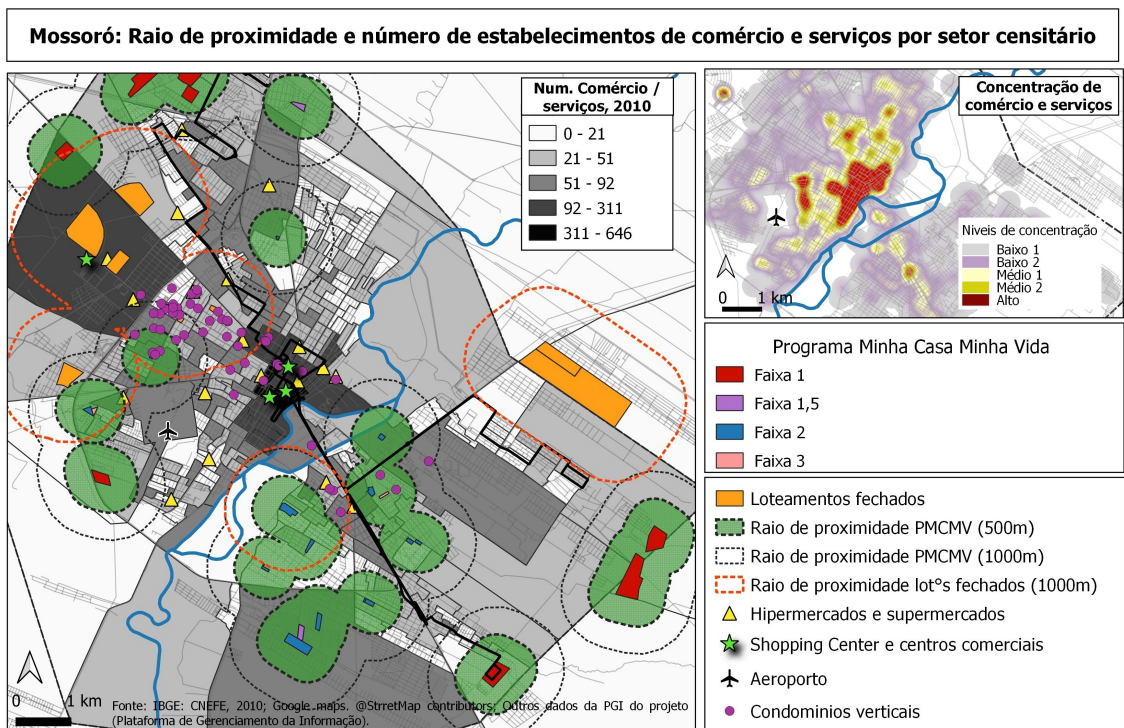 Mossoró: Raio de proximidade e número de estabelecimentos de comércio e serviços por setor censitário
Num. Comércio /
serviços, 2010
0 - 21
21 - 51
51 - 92
92 - 311
311 - 646
0
1 km
Fonte: IBGE: CNEFE, 2010; Google maps. @StrretMap contributors; Outros dados da PGI do projeto
(Plataforma de Gerenciamento da Informação).
Concentração de
comércio e serviços
Niveis de concentração
Baixo 1
Baixo 2
Médio 1
Médio 2
Alto
0
1 km
Programa Minha Casa Minha Vida
Faixa 1
Faixa 1,5
Faixa 2
Faixa 3
Loteamentos fechados
Raio de proximidade PMCMV (500m)
Raio de proximidade PMCMV (1000m)
Raio de proximidade lot°s fechados (1000m)
Hipermercados e supermercados
Shopping Center e centros comerciais
Aeroporto
Condominios verticais